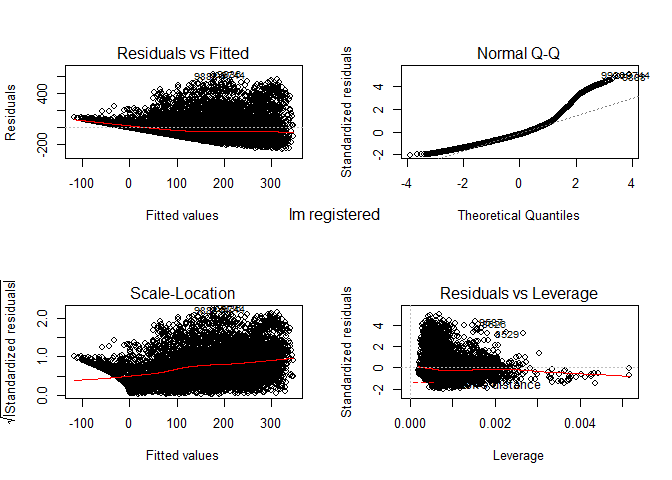 Residuals vs Fitted
Residuals
-200
400
-100
0
100
200
300
Fitted values
Normal Q-Q
Standardized residuals
-2
0
2
4
-4
-2
0
2
4
Theoretical Quantiles
lm registered
Scale-Location
√|Standardized residuals|
0.0
1.0
2.0
-100
0
100
200
300
Fitted values
Residuals vs Leverage
Standardized residuals
-2
0
2
4
9529
distance
0.000
0.002
0.004
Leverage